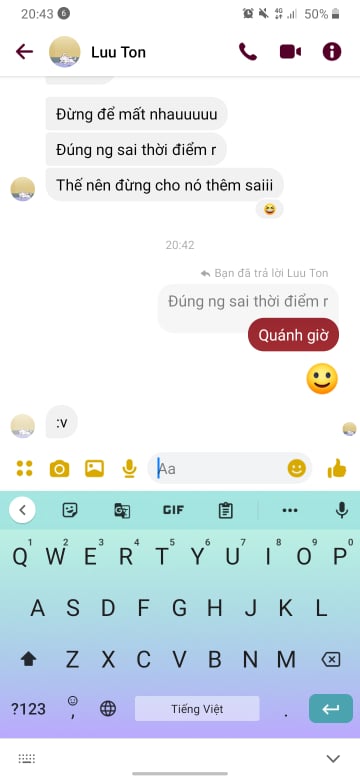 20:43 6
4G 50%
Luu Ton
Đừng để mất nhauuuuu
Đúng ng sai thời điểm r
Thế nên đừng cho nó thêm saiii
20:42
Bạn đã trả lời Luu Ton
Đúng ng sai thời điểm r
Quánh giờ
:v
Aa
GIF
1 2 3 4 5 6 7 8 9 0
Q W E R T Y U I O P
A S D F G H J K L
Z X C V B N M
?123 , Tiếng Việt .